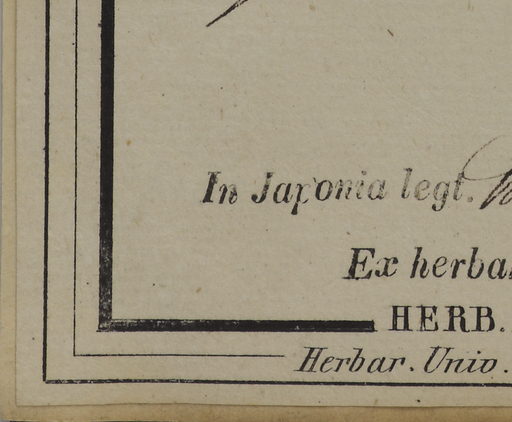 In Japonia legt.
Ex herba
HERB.
Herbar. Univ.